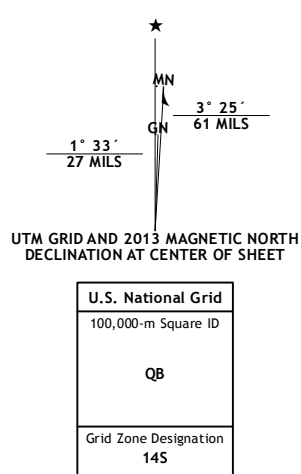 ★
MN
3° 25´
61 MILS
GN
1° 33´
27 MILS
UTM GRID AND 2013 MAGNETIC NORTH
DECLINATION AT CENTER OF SHEET
U.S. National Grid
100,000-m Square ID
QB
Grid Zone Designation
14S